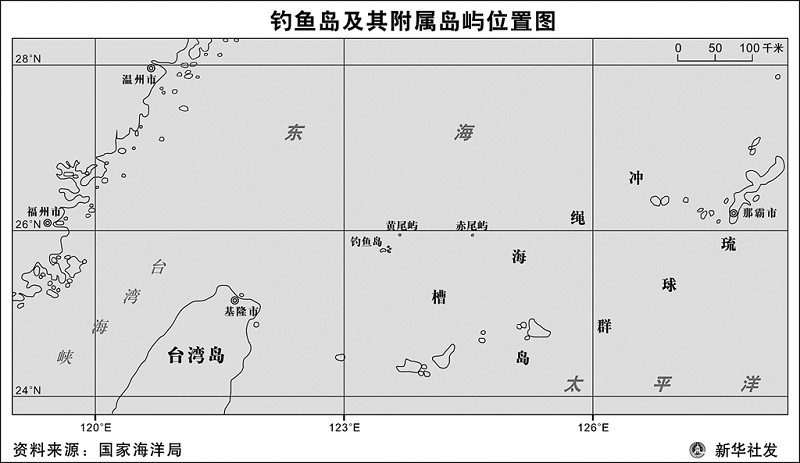 钓鱼岛及其附属岛屿位置图
0 50 100 千米
28°N
温州市
东海
冲绳海槽
福州市
26°N
黄尾屿
赤尾屿
钓鱼岛
那霸市
琉球群岛
台湾海峡
基隆市
台湾岛
24°N
太平洋
120°E
123°E
126°E
资料来源：国家海洋局
新华社发